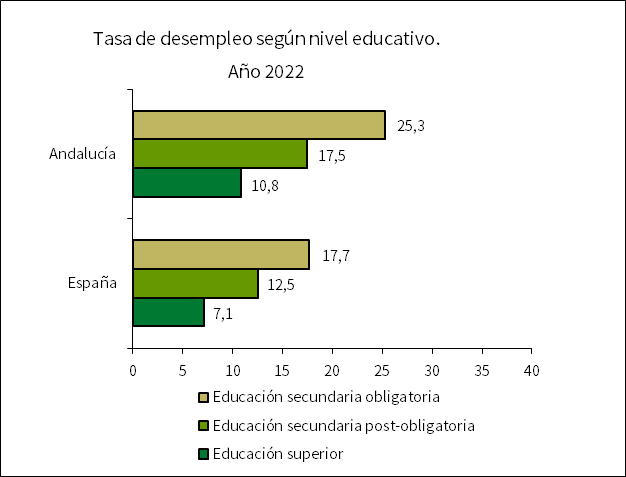 Tasa de desempleo según nivel educativo.
Año 2022
25,3
Andalucía
17,5
10,8
17,7
España
12,5
7,1
0 5 10 15 20 25 30 35 40
Educación secundaria obligatoria
Educación secundaria post-obligatoria
Educación superior